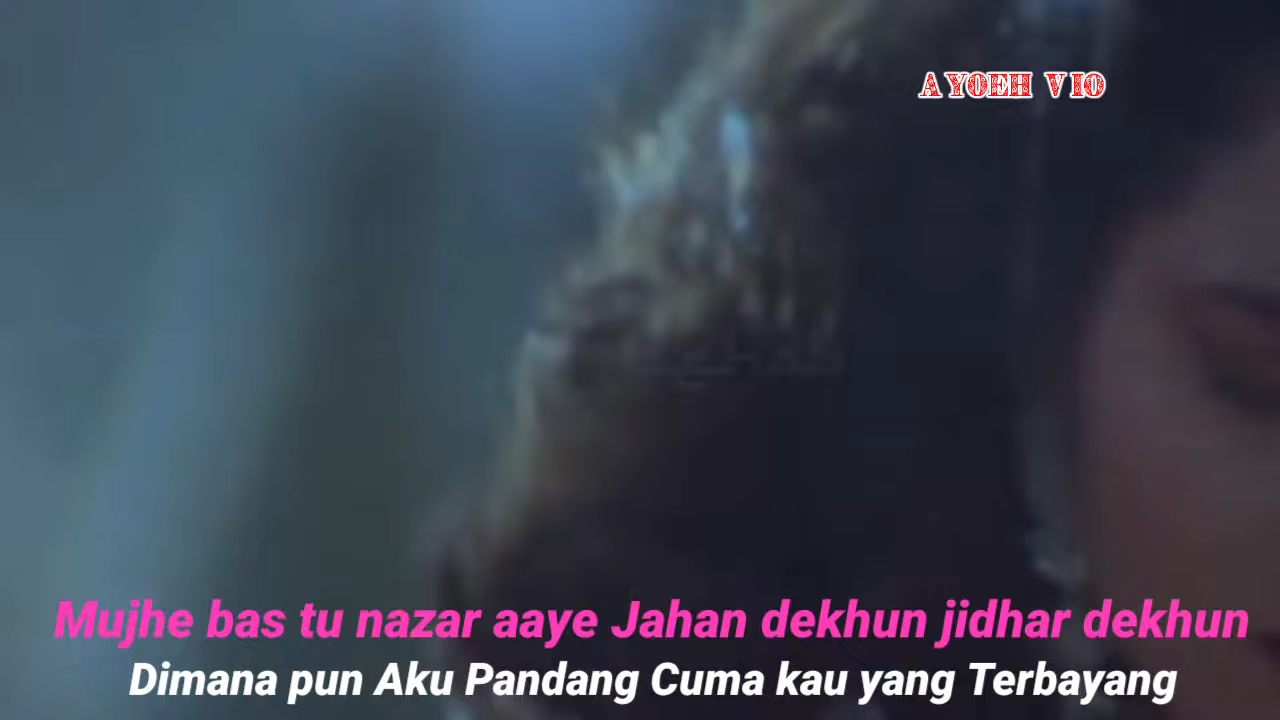 AYOEH VIO
Mujhe bas tu nazar aaye Jahan dekhun jidhar dekhun
Dimana pun Aku Pandang Cuma kau yang Terbayang